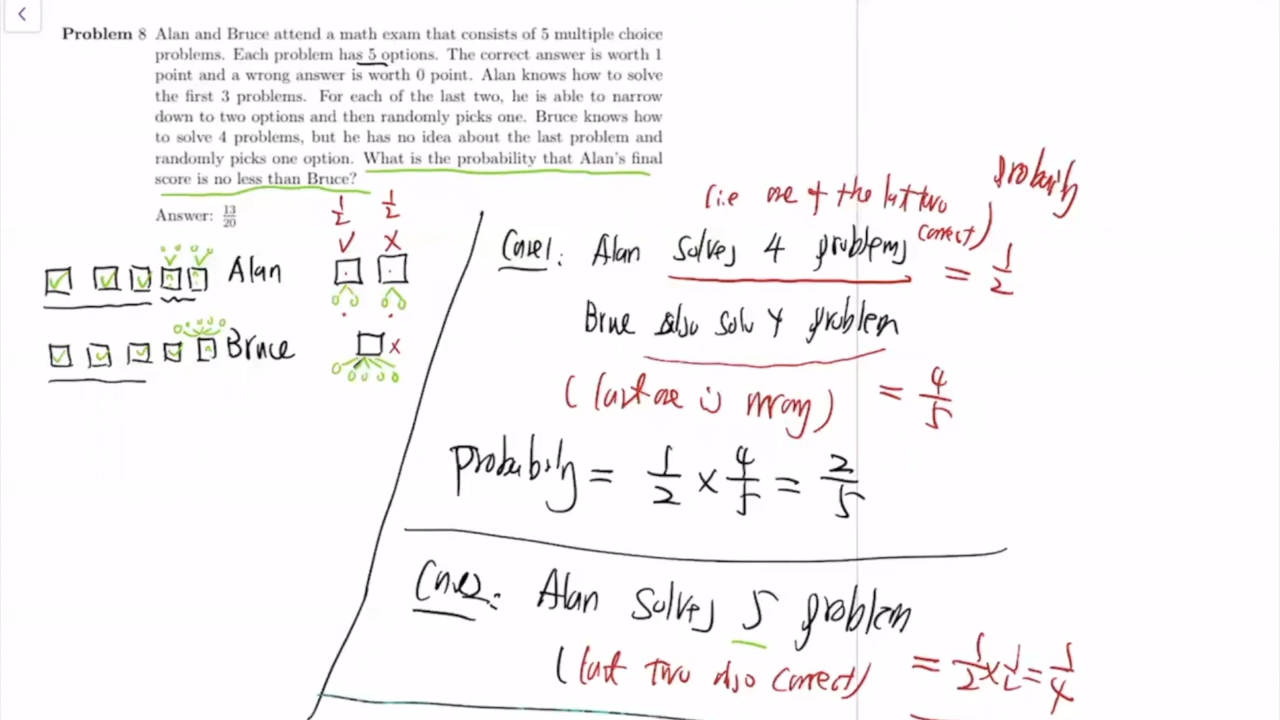 Problem 8 Alan and Bruce attend a math exam that consists of 5 multiple choice
problems. Each problem has 5 options. The correct answer is worth 1
point and a wrong answer is worth 0 point. Alan knows how to solve
the first 3 problems. For each of the last two, he is able to narrow
down to two options and then randomly picks one. Bruce knows how
to solve 4 problems, but he has no idea about the last problem and
randomly picks one option. What is the probability that Alan's final
score is no less than Bruce?
Answer: 13/20
1/2 1/2
✓ ×
Alan
Bruce ×
(i.e one of the last two correct) probability
Case1: Alan solves 4 problems = 1/2
Bruce also solve 4 problem
(last one is wrong) = 4/5
probability = 1/2 × 4/5 = 2/5
Case2: Alan solves 5 problem
(last two also correct) = 1/2 × 1/2 = 1/4